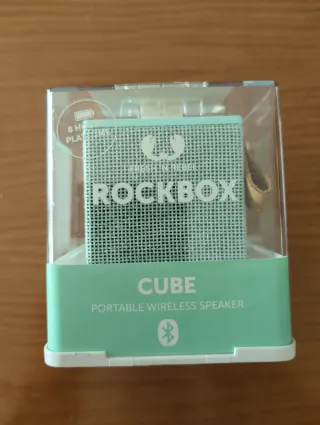 ROCKBOX
CUBE
PORTABLE WIRELESS SPEAKER